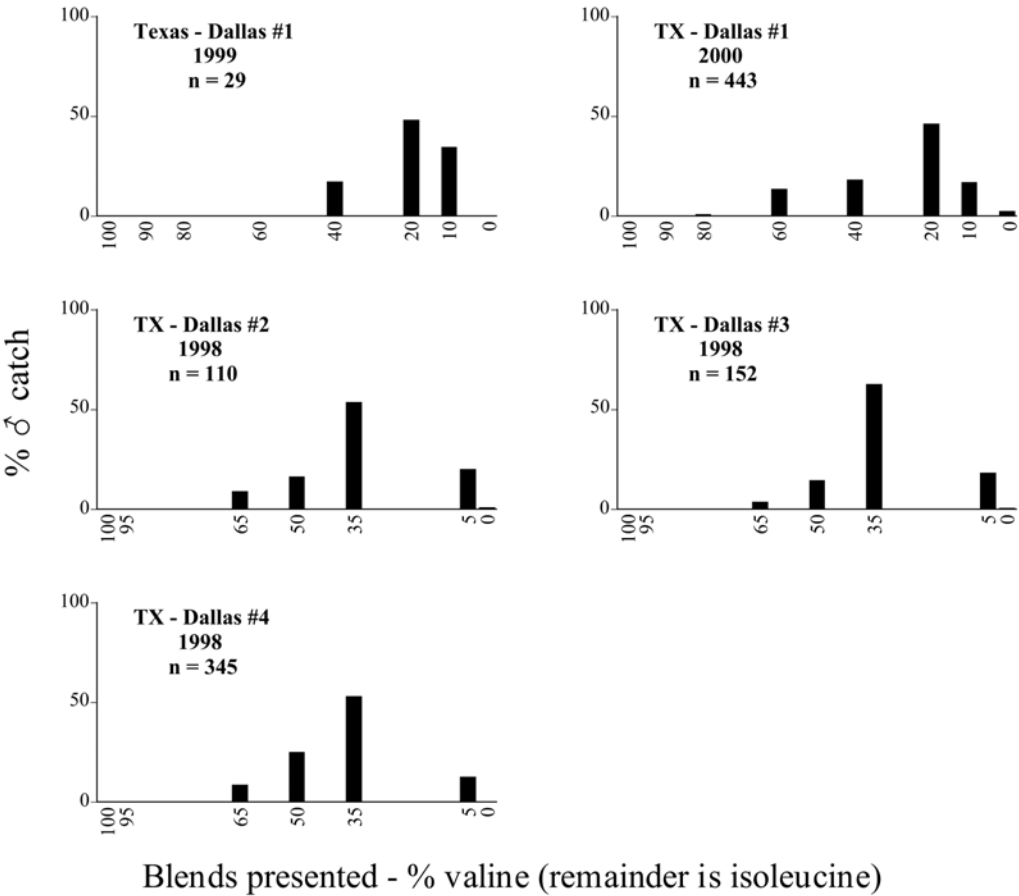 100
50
0
Texas - Dallas #1
1999
n = 29
100 90 80 60 40 20 10 0
100
50
0
TX - Dallas #1
2000
n = 443
100 90 80 60 40 20 10 0
100
50
0
TX - Dallas #2
1998
n = 110
100 95 65 50 35 5 0
100
50
0
TX - Dallas #3
1998
n = 152
100 95 65 50 35 5 0
100
50
0
TX - Dallas #4
1998
n = 345
100 95 65 50 35 5 0
% ♂ catch
Blends presented - % valine (remainder is isoleucine)